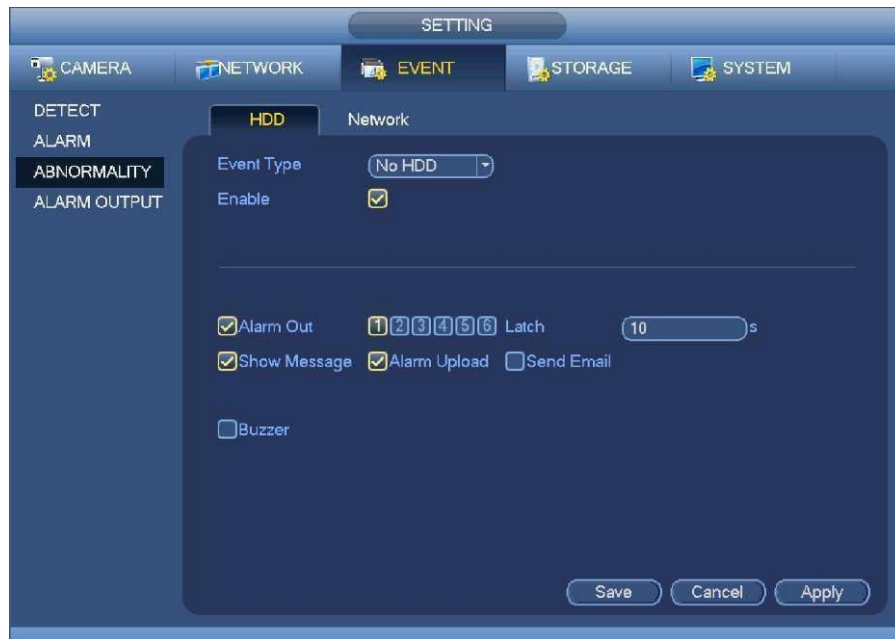 SETTING
CAMERA NETWORK EVENT STORAGE SYSTEM
DETECT
ALARM
ABNORMALITY
ALARM OUTPUT
HDD Network
Event Type No HDD
Enable
Alarm Out 1 2 3 4 5 6 Latch 10 s
Show Message Alarm Upload Send Email
Buzzer
Save Cancel Apply